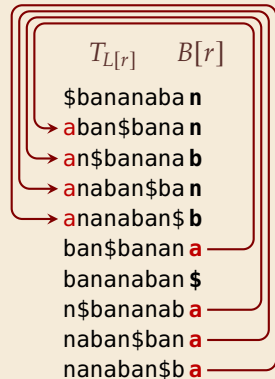 T_{L[r]} B[r]
$bananaba n
aban$bana n
an$banana b
anaban$ba n
ananaban$ b
ban$banan a
bananaban $
n$bananab a
naban$ban a
nanaban$b a